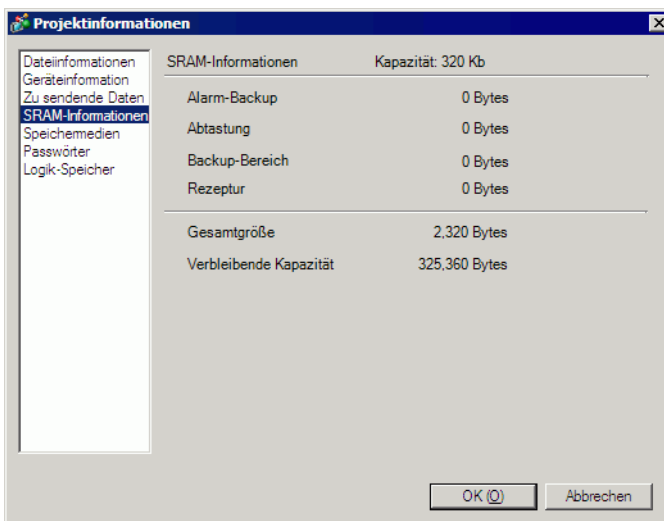 Projektinformationen
Dateiinformationen
Geräteinformation
Zu sendende Daten
SRAM-Informationen
Speichermedien
Passwörter
Logik-Speicher
SRAM-Informationen Kapazität: 320 Kb
Alarm-Backup 0 Bytes
Abtastung 0 Bytes
Backup-Bereich 0 Bytes
Rezeptur 0 Bytes
Gesamtgröße 2,320 Bytes
Verbleibende Kapazität 325,360 Bytes
OK (O) Abbrechen